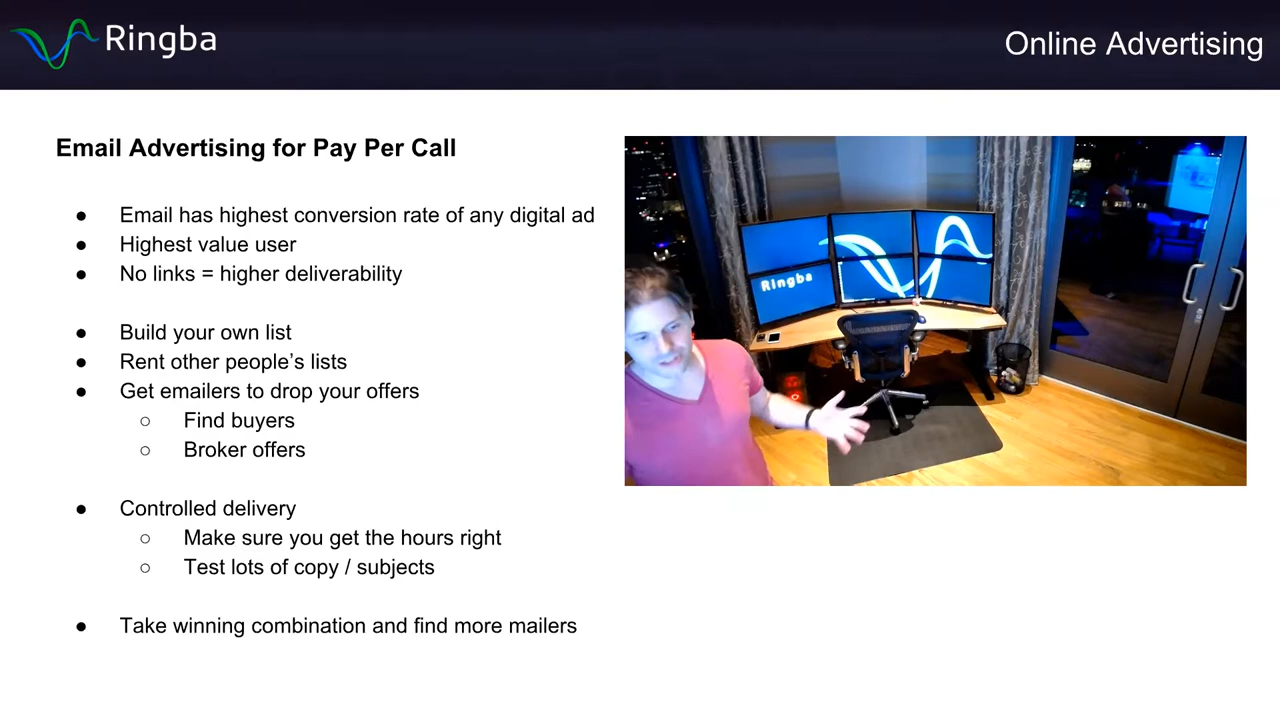 Ringba
Online Advertising
Email Advertising for Pay Per Call
● Email has highest conversion rate of any digital ad
● Highest value user
● No links = higher deliverability
● Build your own list
● Rent other people’s lists
● Get emailers to drop your offers
○ Find buyers
○ Broker offers
● Controlled delivery
○ Make sure you get the hours right
○ Test lots of copy / subjects
● Take winning combination and find more mailers
Ringba